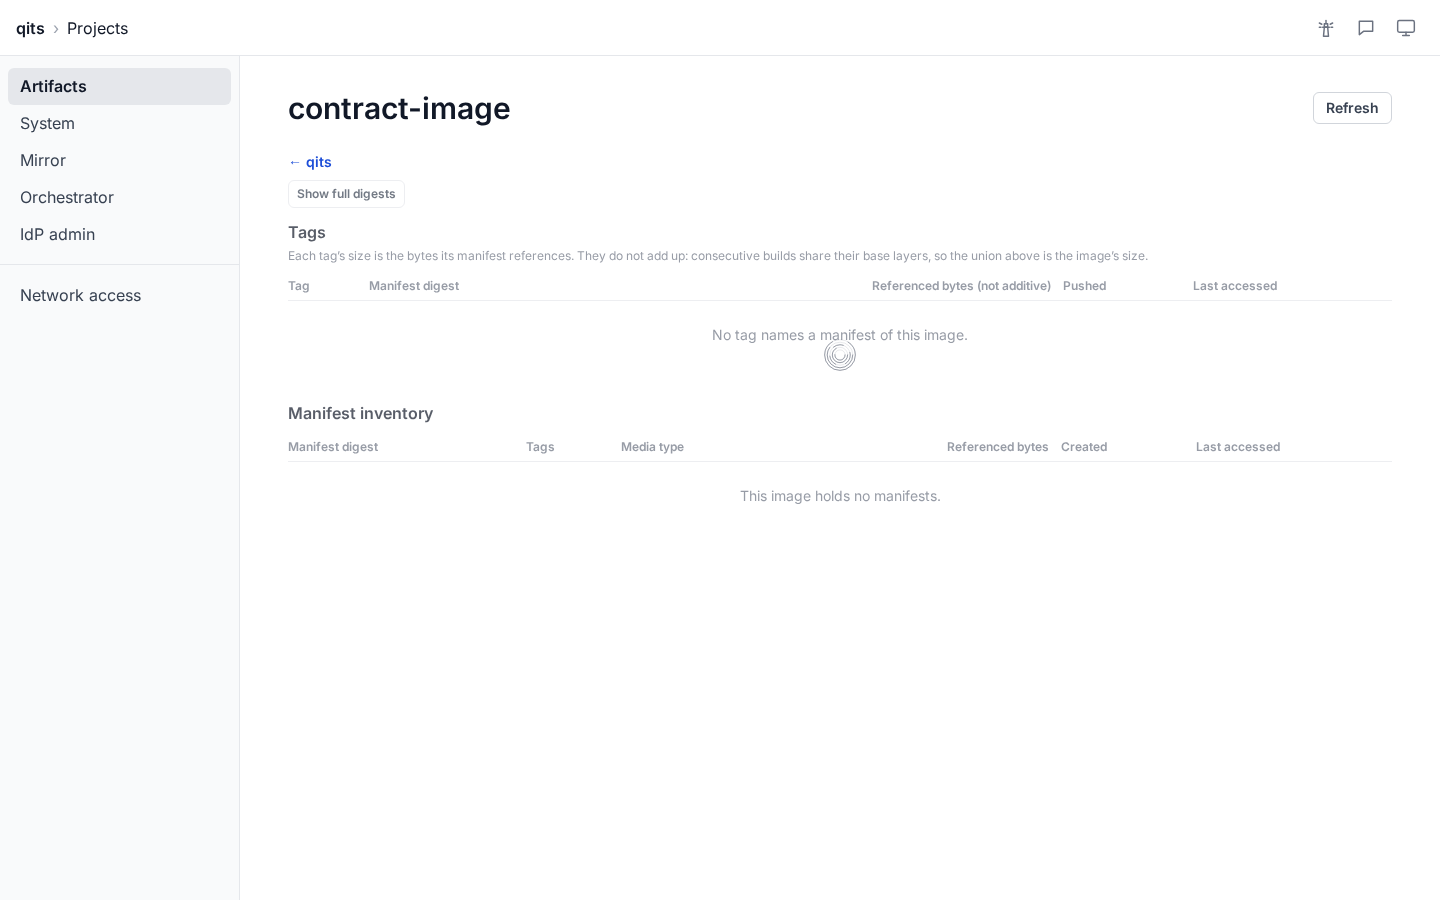 qits › Projects
Artifacts
System
Mirror
Orchestrator
IdP admin
Network access
contract-image
Refresh
← qits
Show full digests
Tags
Each tag’s size is the bytes its manifest references. They do not add up: consecutive builds share their base layers, so the union above is the image’s size.
Tag Manifest digest Referenced bytes (not additive) Pushed Last accessed
No tag names a manifest of this image.
Manifest inventory
Manifest digest Tags Media type Referenced bytes Created Last accessed
This image holds no manifests.